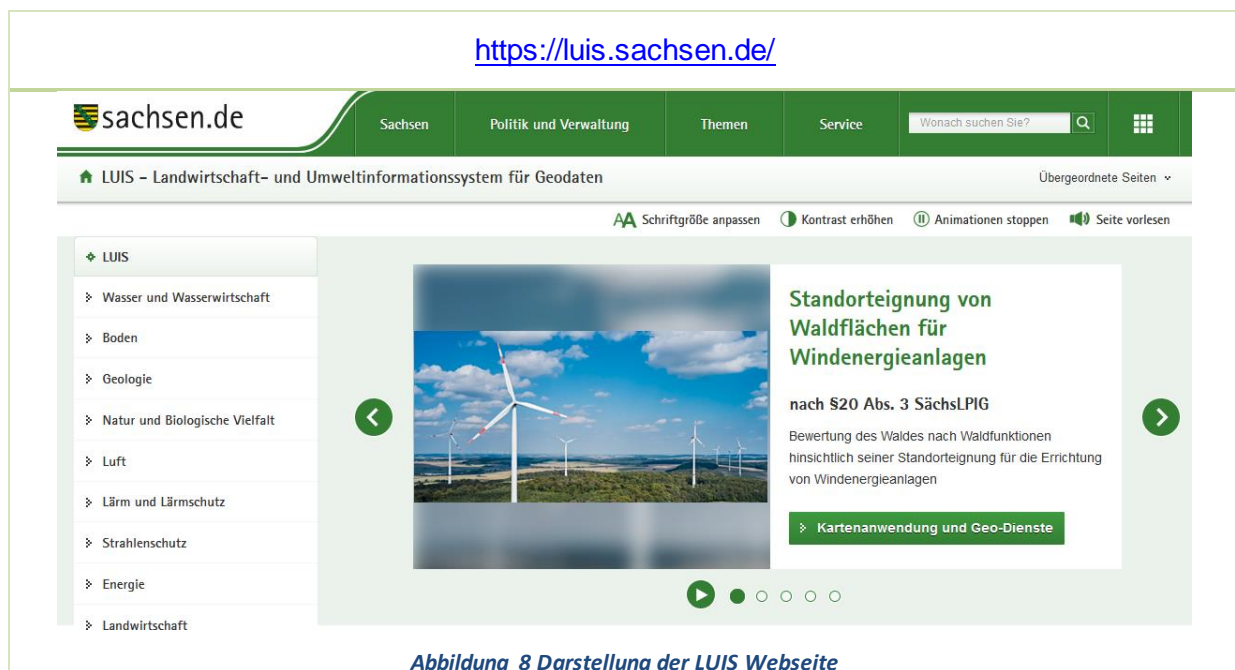 https://luis.sachsen.de/
sachsen.de
Sachsen
Politik und Verwaltung
Themen
Service
Wonach suchen Sie?
LUIS – Landwirtschaft- und Umweltinformationssystem für Geodaten
Übergeordnete Seiten
AA Schriftgröße anpassen
Kontrast erhöhen
Animationen stoppen
Seite vorlesen
LUIS
Wasser und Wasserwirtschaft
Boden
Geologie
Natur und Biologische Vielfalt
Luft
Lärm und Lärmschutz
Strahlenschutz
Energie
Landwirtschaft
Standorteignung von
Waldflächen für
Windenergieanlagen
nach §20 Abs. 3 SächsLPlG
Bewertung des Waldes nach Waldfunktionen
hinsichtlich seiner Standorteignung für die Errichtung
von Windenergieanlagen
Kartenanwendung und Geo-Dienste
Abbildung 8 Darstellung der LUIS Webseite